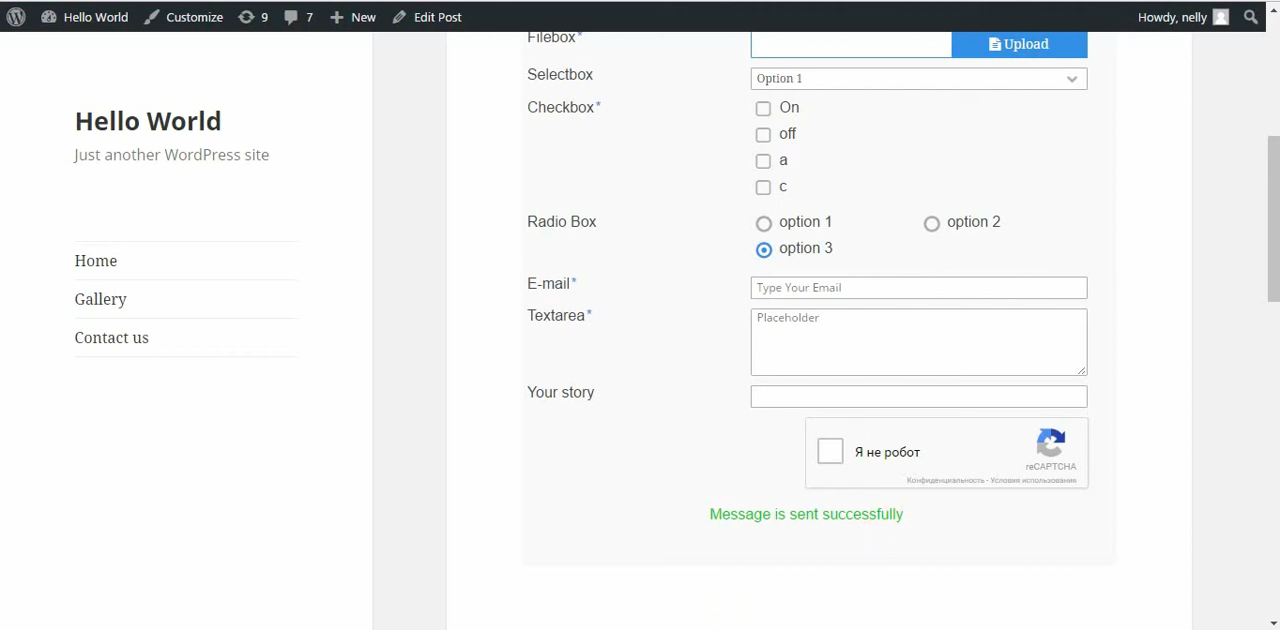 Hello World Customize 9 7 New Edit Post Howdy, nelly
Filebox* Upload
Selectbox Option 1
Checkbox* On
off
a
c
Radio Box option 1 option 2
option 3
E-mail* Type Your Email
Textarea* Placeholder
Your story
Я не робот
reCAPTCHA
Конфиденциальность - Условия использования
Message is sent successfully
Hello World
Just another WordPress site
Home
Gallery
Contact us